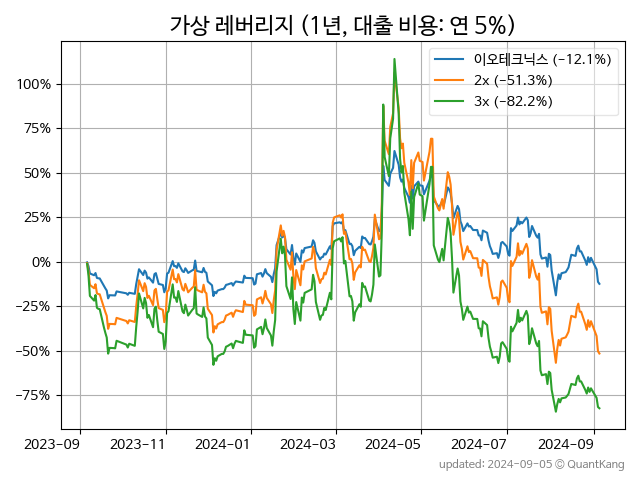 가상 레버리지 (1년, 대출 비용: 연 5%)
이오테크닉스 (−12.1%)
2x (−51.3%)
3x (−82.2%)
100%
75%
50%
25%
0%
−25%
−50%
−75%
2023-09 2023-11 2024-01 2024-03 2024-05 2024-07 2024-09
updated: 2024-09-05 © QuantKang